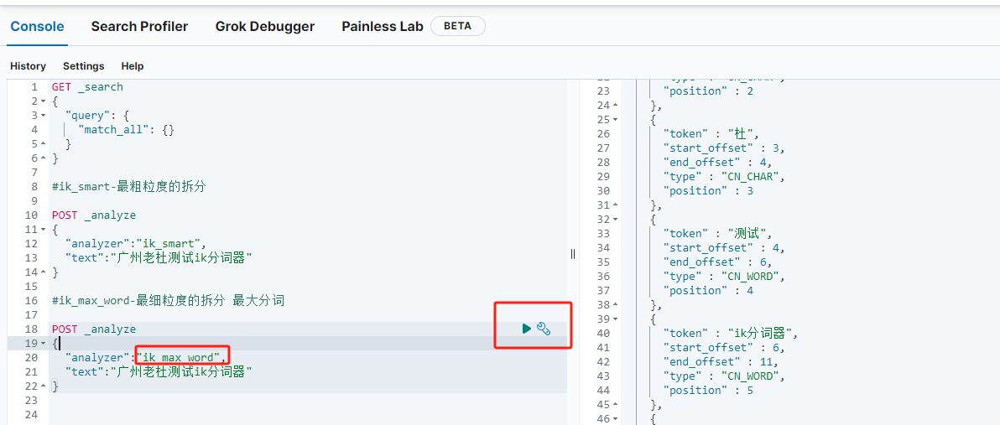 Console Search Profiler Grok Debugger Painless Lab BETA
History Settings Help
1 GET _search
2 {
3 "query": {
4 "match_all": {}
5 }
6 }
7
8 #ik_smart-最粗粒度的拆分
9
10 POST _analyze
11 {
12 "analyzer":"ik_smart",
13 "text":"广州老杜测试ik分词器"
14 }
15
16 #ik_max_word-最细粒度的拆分 最大分词
17
18 POST _analyze
19 {
20 "analyzer":"ik_max_word",
21 "text":"广州老杜测试ik分词器"
22 }
23
24
22 "type" : "CN_CHAR",
23 "position" : 2
24 },
25 {
26 "token" : "杜",
27 "start_offset" : 3,
28 "end_offset" : 4,
29 "type" : "CN_CHAR",
30 "position" : 3
31 },
32 {
33 "token" : "测试",
34 "start_offset" : 4,
35 "end_offset" : 6,
36 "type" : "CN_WORD",
37 "position" : 4
38 },
39 {
40 "token" : "ik分词器",
41 "start_offset" : 6,
42 "end_offset" : 11,
43 "type" : "CN_WORD",
44 "position" : 5
45 },
46 {